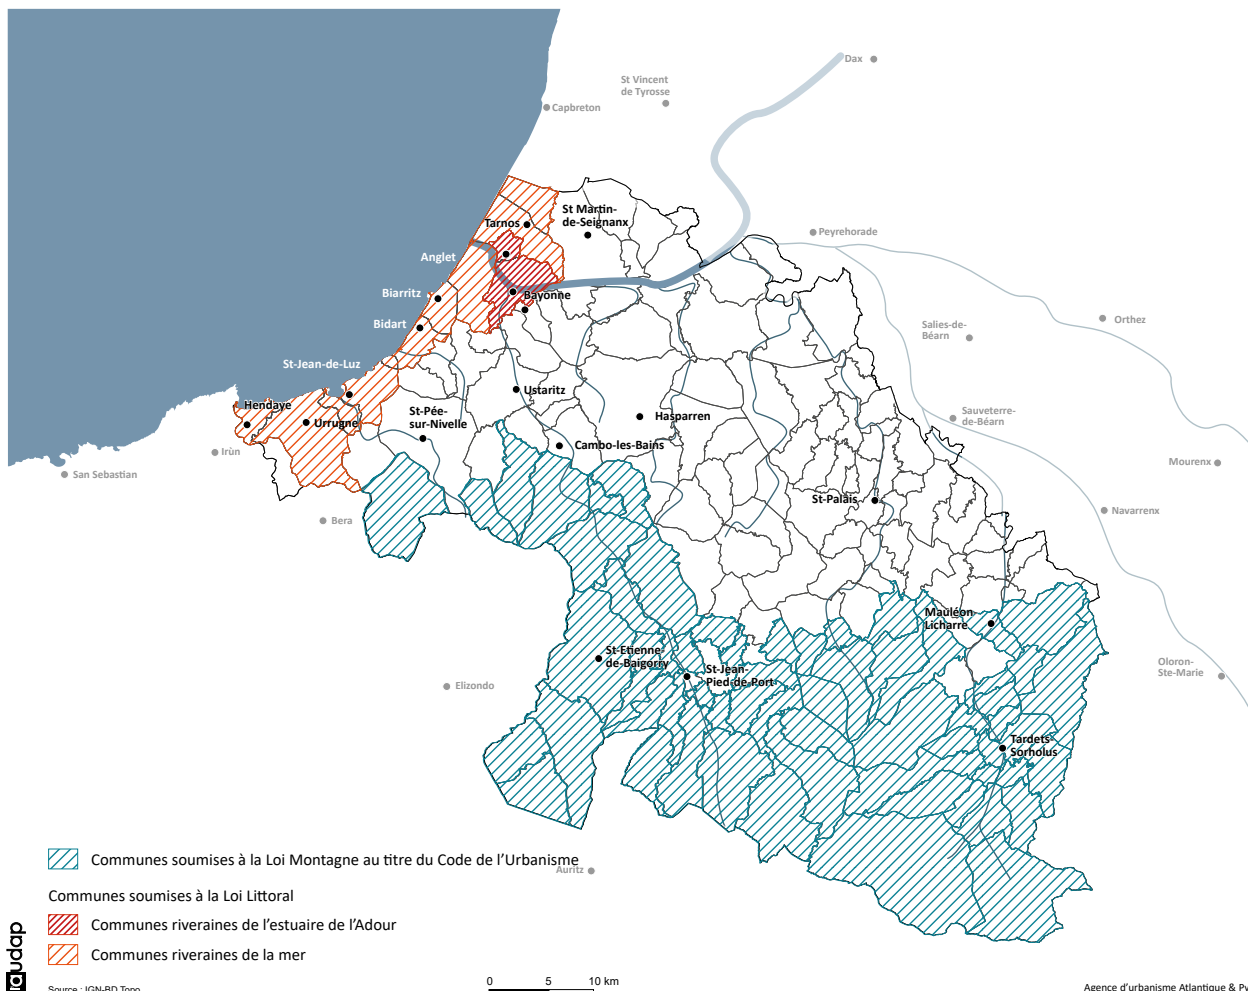 Dax
St Vincent
de Tyrosse
Capbreton
St Martin-
de-Seignanx
Tarnos
Peyrehorade
Anglet
Biarritz
Bayonne
Bidart
Orthez
Salies-de-
Béarn
St-Jean-de-Luz
Ustaritz
Hendaye
Urrugne
St-Pée-
sur-Nivelle
Hasparren
Sauveterre-
de-Béarn
Cambo-les-Bains
Irùn
San Sebastian
Mourenx
St-Palais
Bera
Navarrenx
Mauléon
Licharre
St-Etienne-
de-Baigorry
St-Jean-
Pied-de-Port
Oloron-
Ste-Marie
Elizondo
Tardets-
Sorholus
Communes soumises à la Loi Montagne au titre du Code de l'Urbanisme
Auritz
Communes soumises à la Loi Littoral
Communes riveraines de l'estuaire de l'Adour
Communes riveraines de la mer
audap
Source : IGN-BD Topo
0 5 10 km
Agence d'urbanisme Atlantique & Py